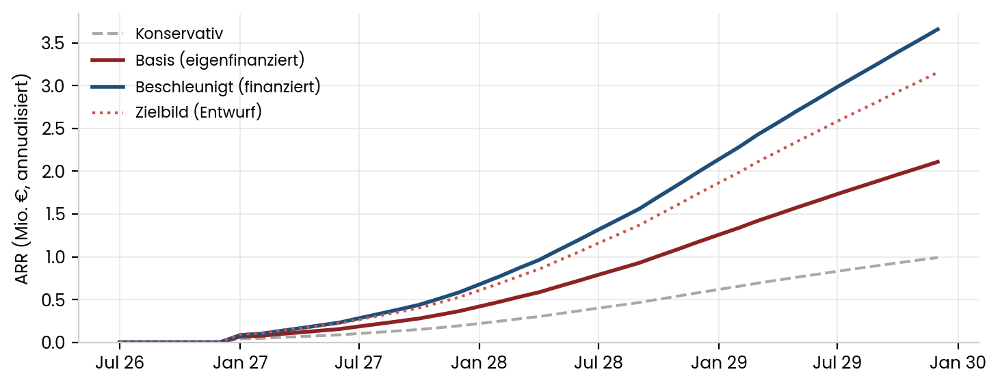 Konservativ
Basis (eigenfinanziert)
Beschleunigt (finanziert)
Zielbild (Entwurf)
ARR (Mio. €, annualisiert)
3.5
3.0
2.5
2.0
1.5
1.0
0.5
0.0
Jul 26 Jan 27 Jul 27 Jan 28 Jul 28 Jan 29 Jul 29 Jan 30